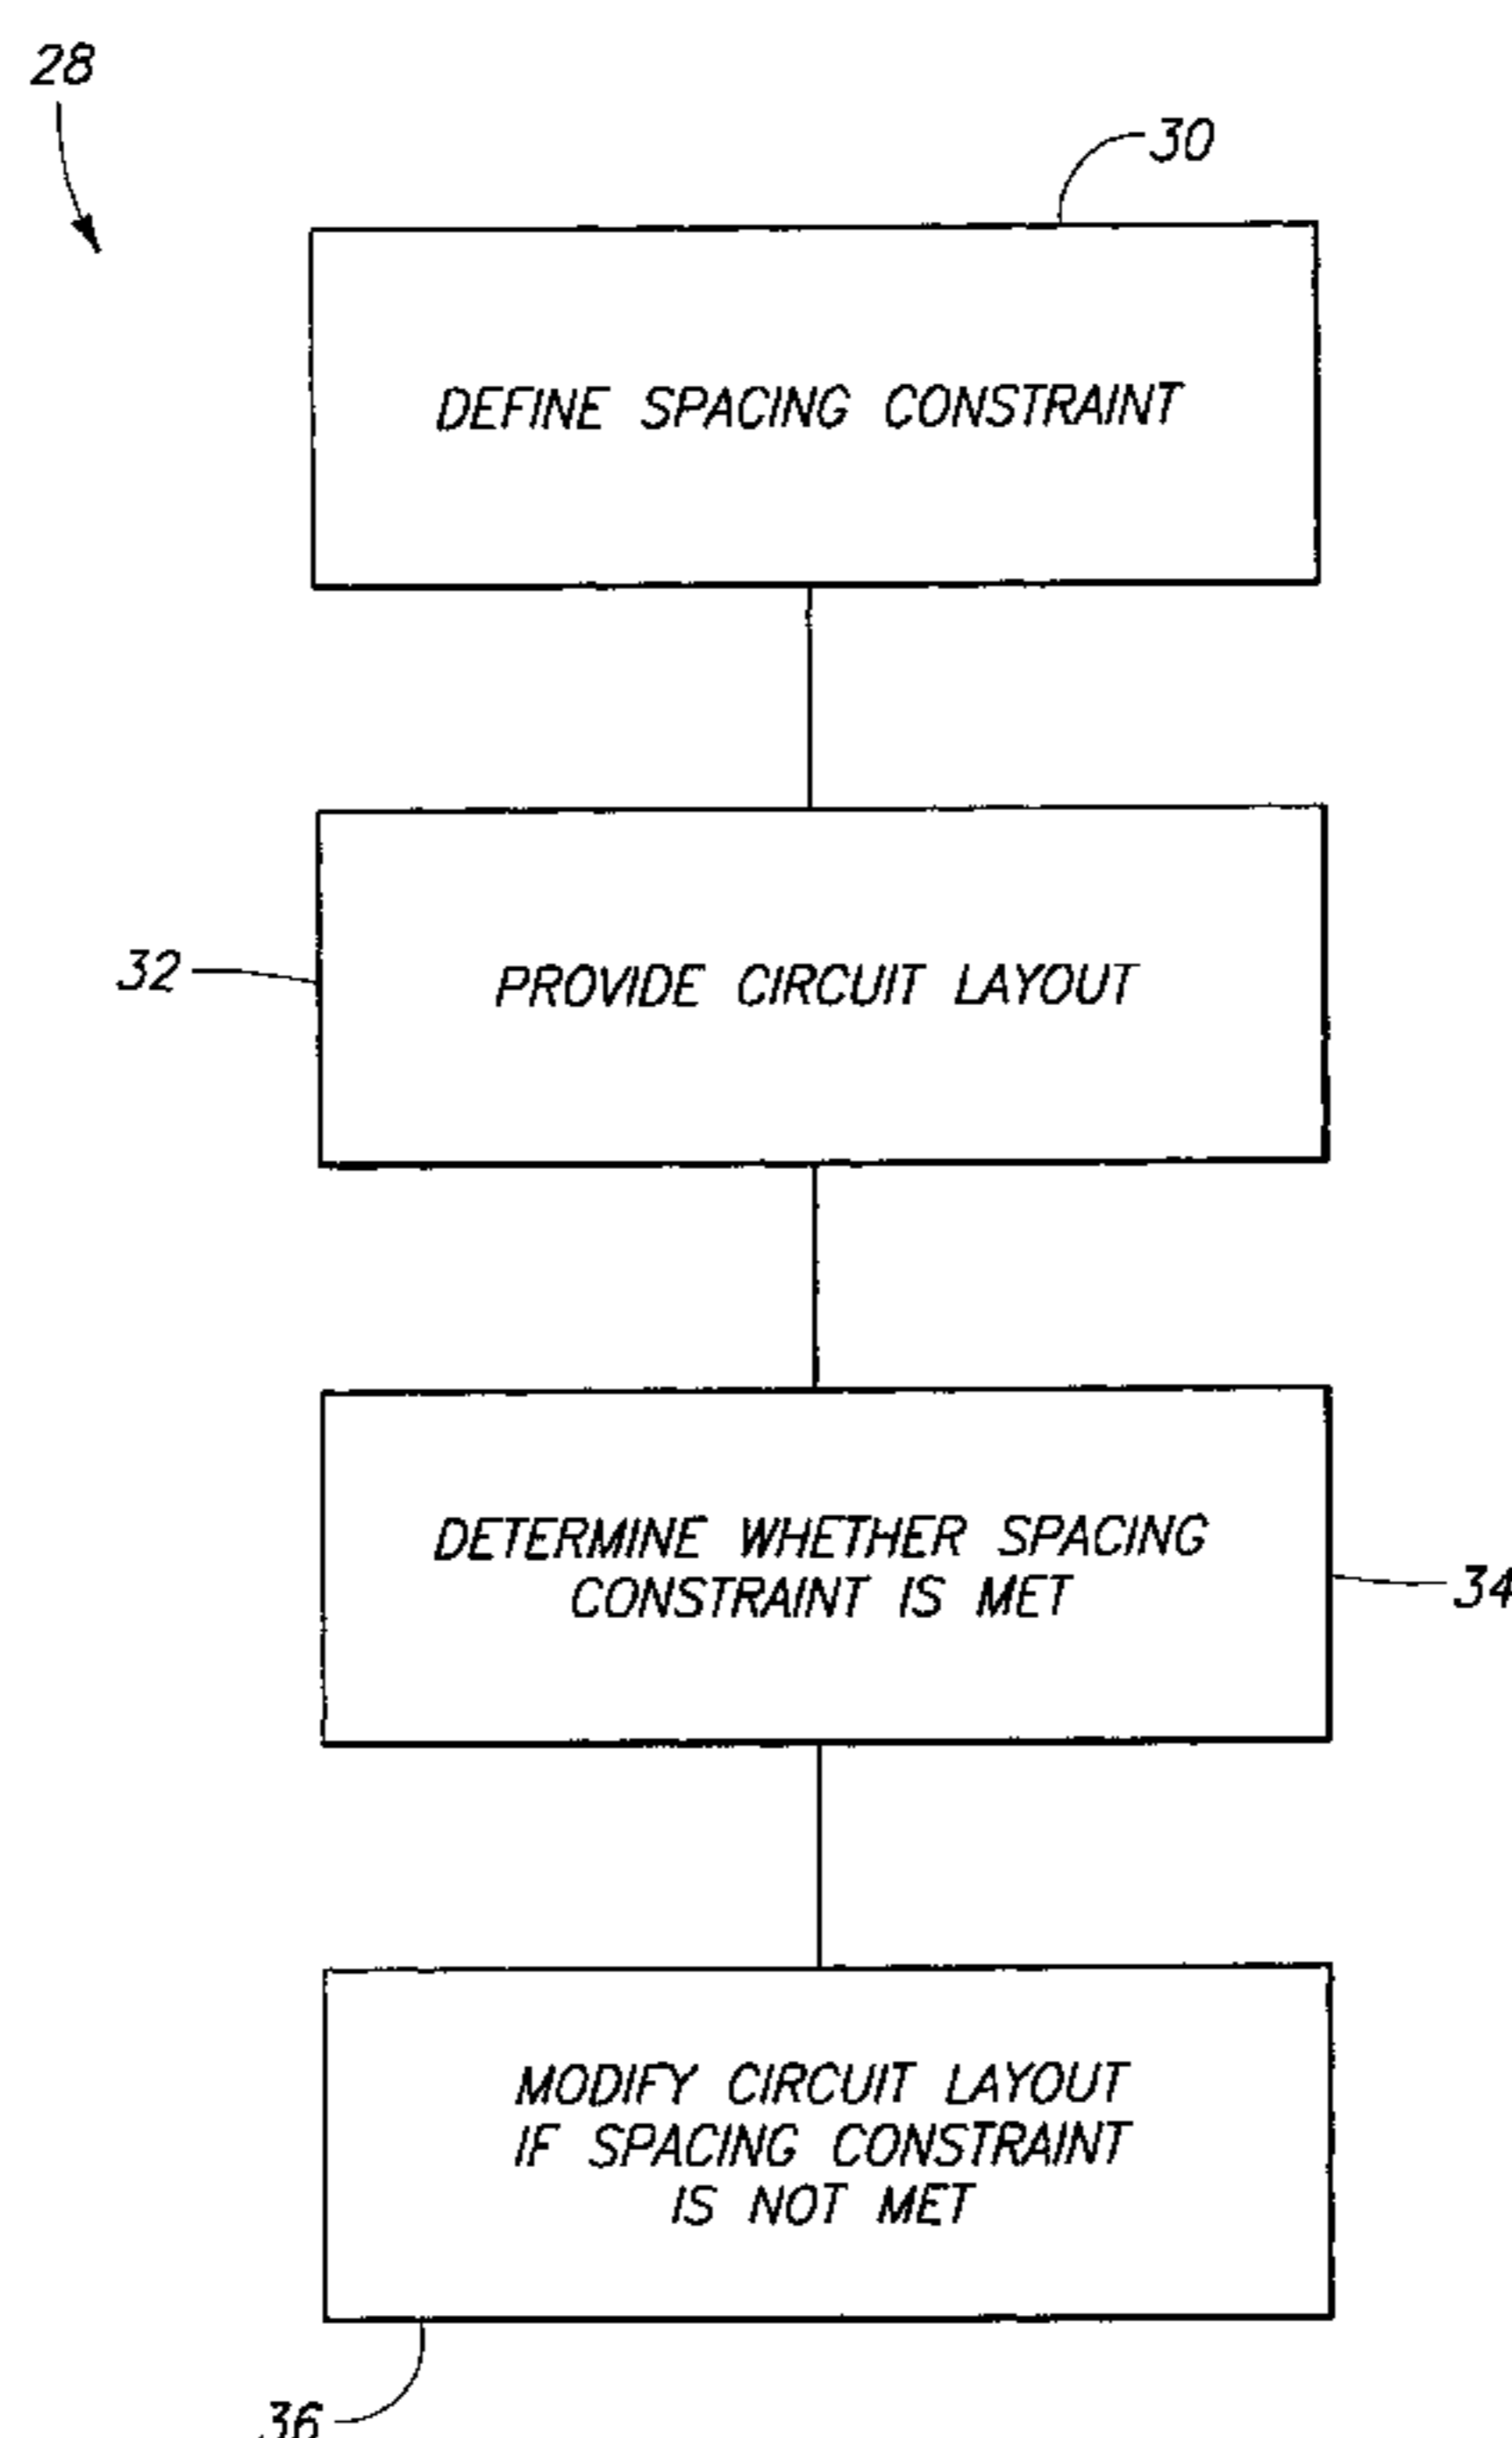 28
30
DEFINE SPACING CONSTRAINT
32
PROVIDE CIRCUIT LAYOUT
DETERMINE WHETHER SPACING
CONSTRAINT IS MET
34
MODIFY CIRCUIT LAYOUT
IF SPACING CONSTRAINT
IS NOT MET
36